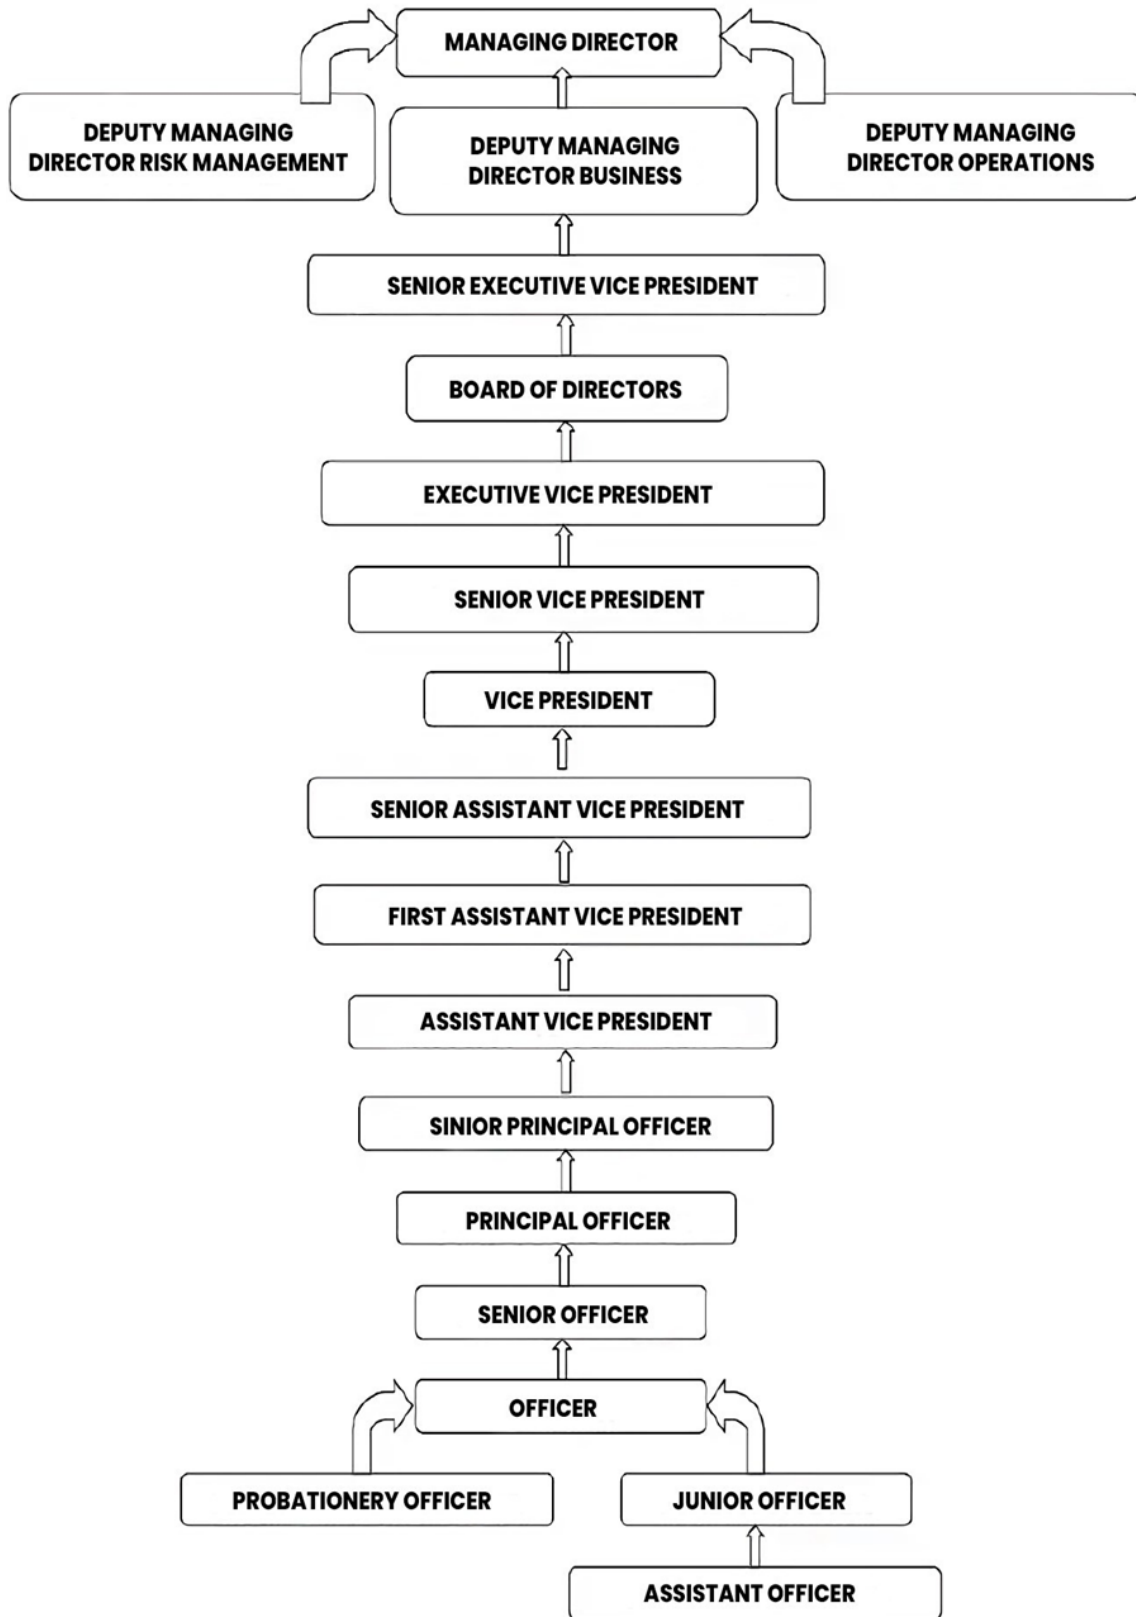 MANAGING DIRECTOR
DEPUTY MANAGING
DIRECTOR RISK MANAGEMENT
DEPUTY MANAGING
DIRECTOR BUSINESS
DEPUTY MANAGING
DIRECTOR OPERATIONS
SENIOR EXECUTIVE VICE PRESIDENT
BOARD OF DIRECTORS
EXECUTIVE VICE PRESIDENT
SENIOR VICE PRESIDENT
VICE PRESIDENT
SENIOR ASSISTANT VICE PRESIDENT
FIRST ASSISTANT VICE PRESIDENT
ASSISTANT VICE PRESIDENT
SINIOR PRINCIPAL OFFICER
PRINCIPAL OFFICER
SENIOR OFFICER
OFFICER
PROBATIONERY OFFICER
JUNIOR OFFICER
ASSISTANT OFFICER